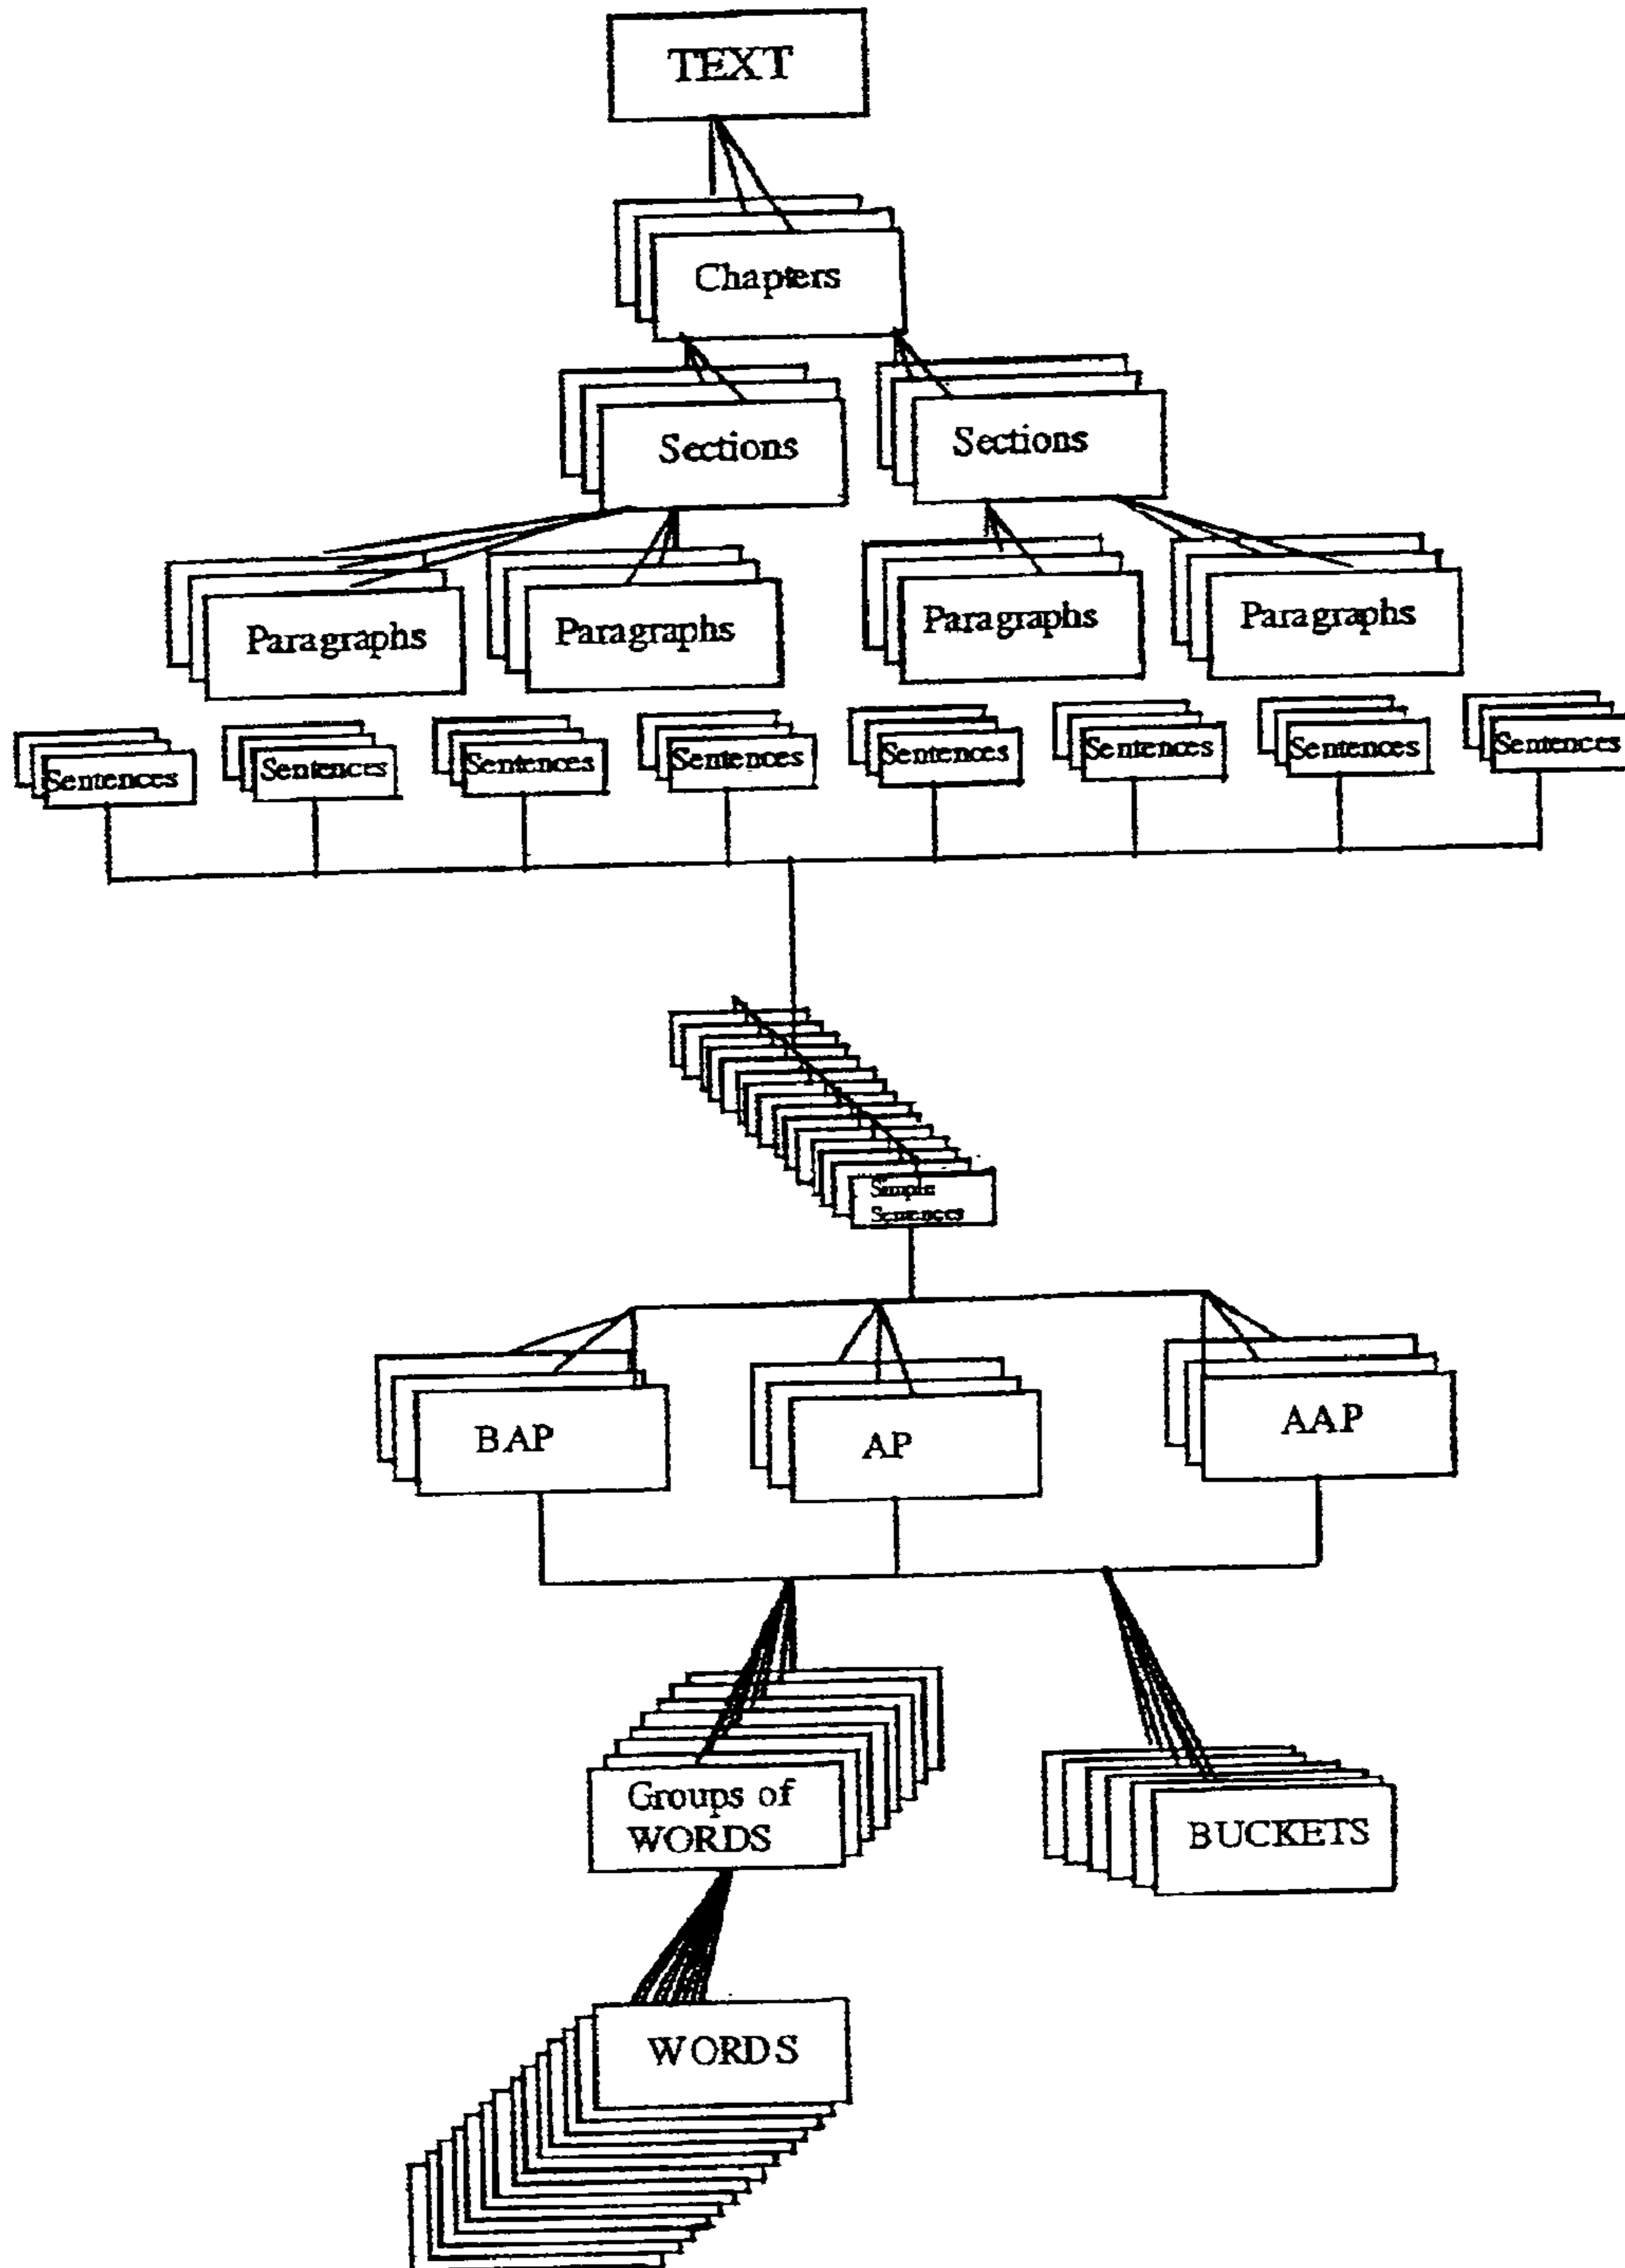 TEXT
Chapters
Sections
Sections
Paragraphs
Paragraphs
Paragraphs
Paragraphs
Sentences
Sentences
Sentences
Sentences
Sentences
Sentences
Sentences
Sentences
Simple
Sentences
BAP
AP
AAP
Groups of
WORDS
BUCKETS
WORDS